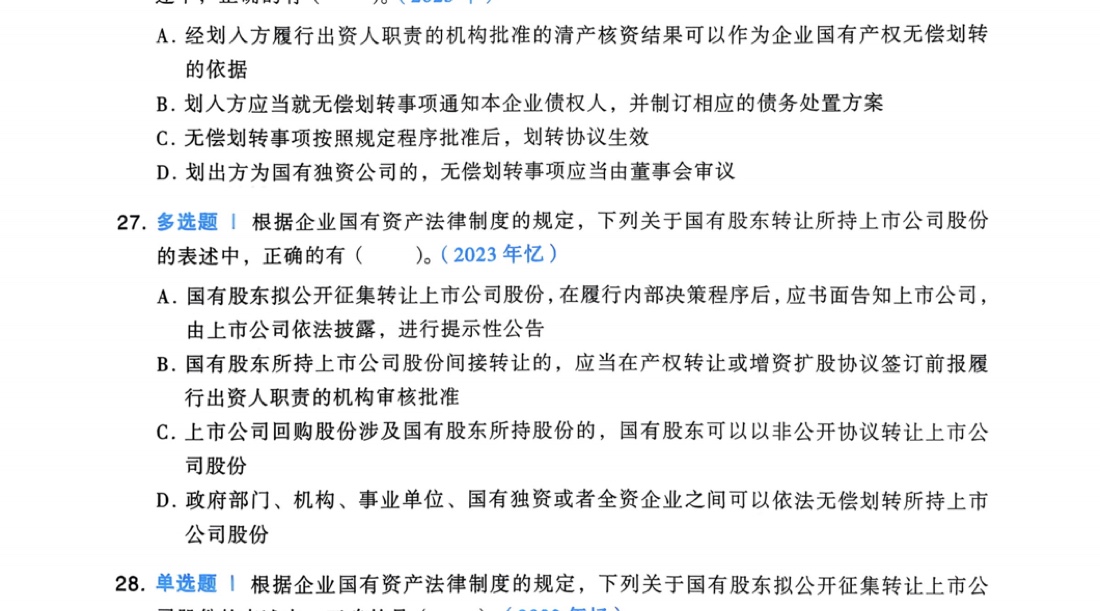 A. 经划入方履行出资人职责的机构批准的清产核资结果可以作为企业国有产权无偿划转
的依据
B. 划入方应当就无偿划转事项通知本企业债权人，并制订相应的债务处置方案
C. 无偿划转事项按照规定程序批准后，划转协议生效
D. 划出方为国有独资公司的，无偿划转事项应当由董事会审议
27. 多选题 | 根据企业国有资产法律制度的规定，下列关于国有股东转让所持上市公司股份
的表述中，正确的有（ ）。（2023 年忆）
A. 国有股东拟公开征集转让上市公司股份，在履行内部决策程序后，应书面告知上市公司，
由上市公司依法披露，进行提示性公告
B. 国有股东所持上市公司股份间接转让的，应当在产权转让或增资扩股协议签订前报履
行出资人职责的机构审核批准
C. 上市公司回购股份涉及国有股东所持股份的，国有股东可以以非公开协议转让上市公
司股份
D. 政府部门、机构、事业单位、国有独资或者全资企业之间可以依法无偿划转所持上市
公司股份
28. 单选题 | 根据企业国有资产法律制度的规定，下列关于国有股东拟公开征集转让上市公